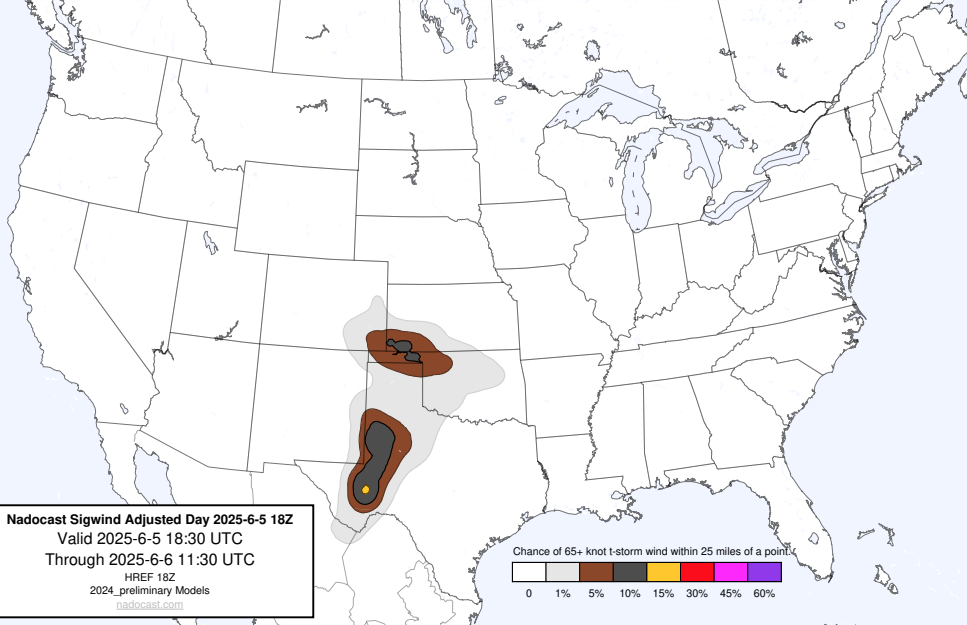 Nadocast Sigwind Adjusted Day 2025-6-5 18Z
Valid 2025-6-5 18:30 UTC
Through 2025-6-6 11:30 UTC
HREF 18Z
2024_preliminary Models
nadocast.com
Chance of 65+ knot t-storm wind within 25 miles of a point.
0 1% 5% 10% 15% 30% 45% 60%